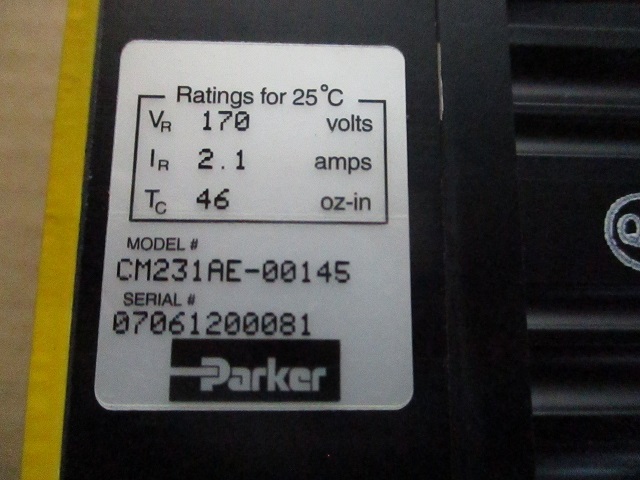 Ratings for 25°C
VR 170 volts
IR 2.1 amps
TC 46 oz-in
MODEL #
CM231AE-00145
SERIAL #
07061200081
Parker